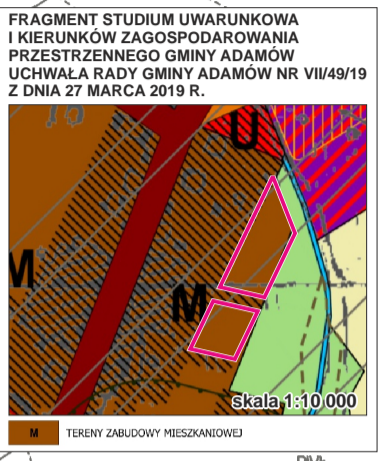 FRAGMENT STUDIUM UWARUNKOWA
I KIERUNKÓW ZAGOSPODAROWANIA
PRZESTRZENNEGO GMINY ADAMÓW
UCHWAŁA RADY GMINY ADAMÓW NR VII/49/19
Z DNIA 27 MARCA 2019 R.
U
M
M
skala 1:10 000
M TERENY ZABUDOWY MIESZKANIOWEJ